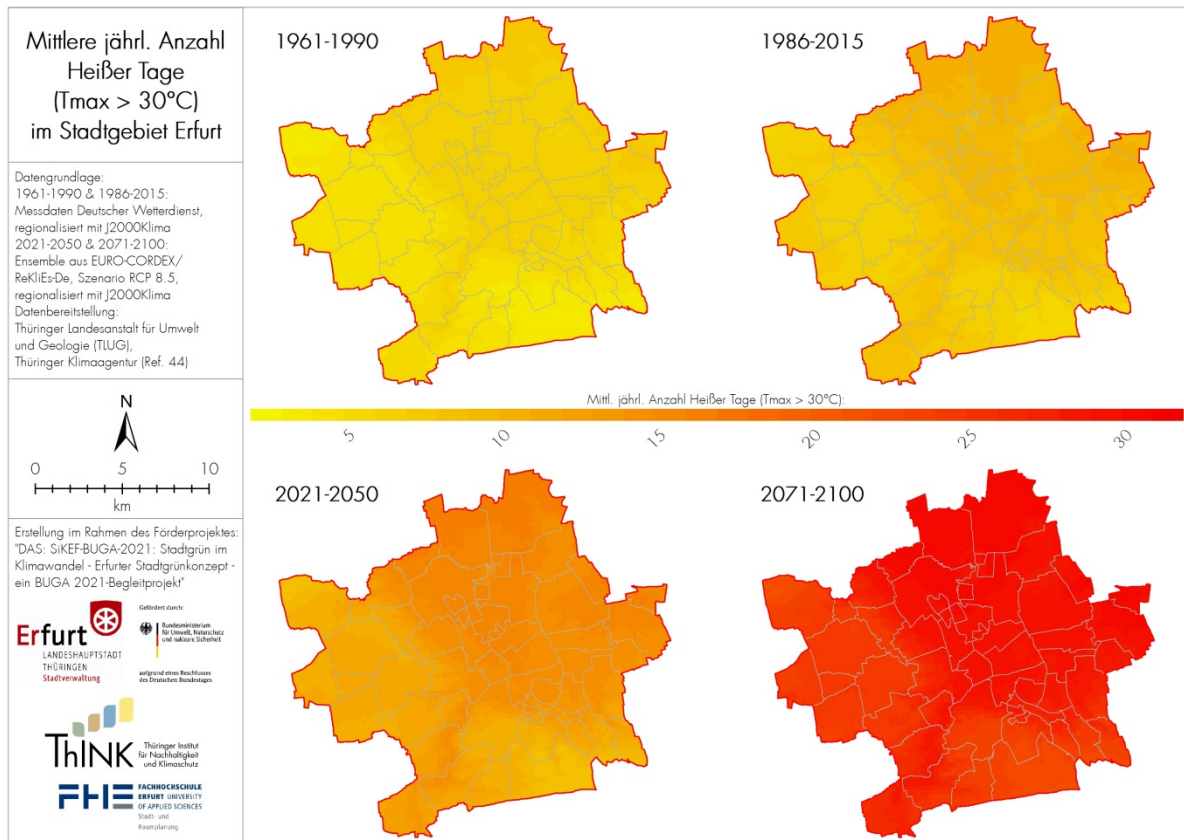 Mittlere jährl. Anzahl
Heißer Tage
(Tmax > 30°C)
im Stadtgebiet Erfurt
Datengrundlage:
1961-1990 & 1986-2015:
Messdaten Deutscher Wetterdienst,
regionalisiert mit J2000Klima
2021-2050 & 2071-2100:
Ensemble aus EURO-CORDEX/
ReKliEs-De, Szenario RCP 8.5,
regionalisiert mit J2000Klima
Datenbereitstellung:
Thüringer Landesanstalt für Umwelt
und Geologie (TLUG),
Thüringer Klimaagentur (Ref. 44)
N
0 5 10
km
Erstellung im Rahmen des Förderprojektes:
"DAS: SiKEF-BUGA-2021: Stadtgrün im
Klimawandel - Erfurter Stadtgrünkonzept -
ein BUGA 2021-Begleitprojekt"
Erfurt
LANDESHAUPTSTADT
THÜRINGEN
Stadtverwaltung
Gefördert durch:
Bundesministerium
für Umwelt, Naturschutz
und nukleare Sicherheit
aufgrund eines Beschlusses
des Deutschen Bundestages
ThINK
Thüringer Institut
für Nachhaltigkeit
und Klimaschutz
FHE
FACHHOCHSCHULE
ERFURT UNIVERSITY
OF APPLIED SCIENCES
Stadt- und
Raumplanung
1961-1990
1986-2015
Mittl. jährl. Anzahl Heißer Tage (Tmax > 30°C):
5 10 15 20 25 30
2021-2050
2071-2100